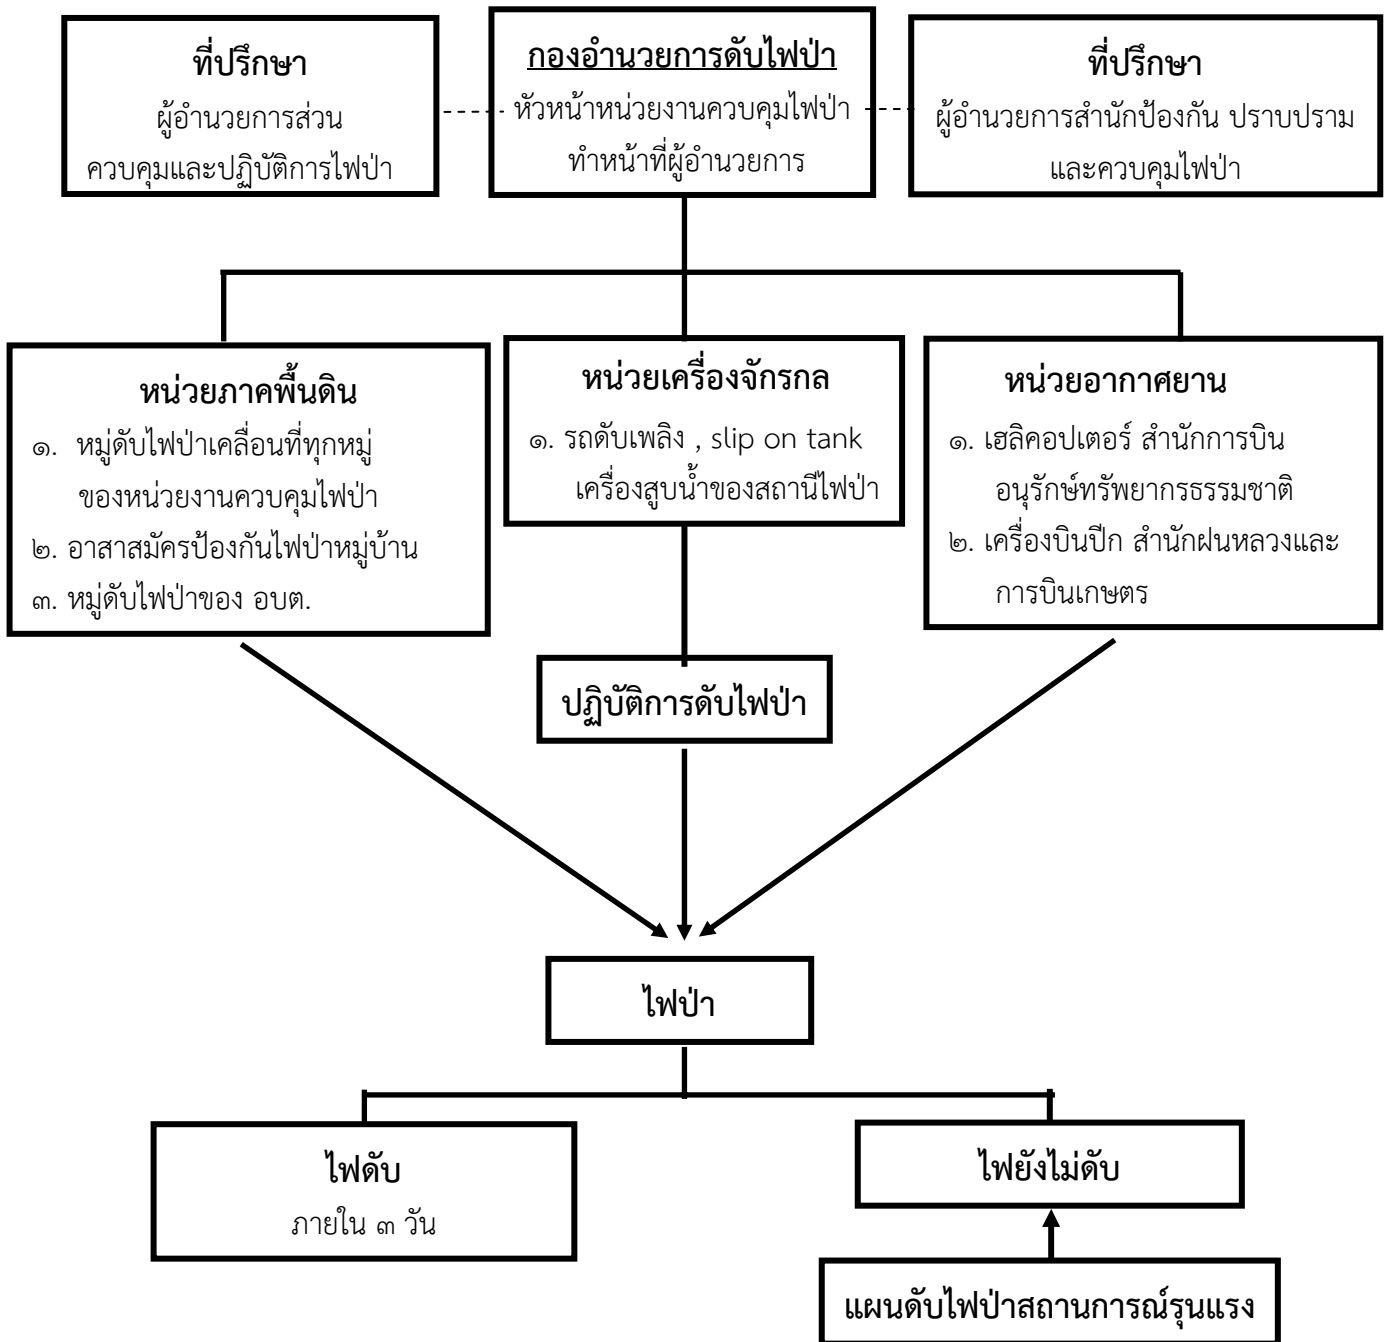 ที่ปรึกษา
ผู้อำนวยการส่วน
ควบคุมและปฏิบัติการไฟป่า
กองอำนวยการดับไฟป่า
หัวหน้าหน่วยงานควบคุมไฟป่า
ทำหน้าที่ผู้อำนวยการ
ที่ปรึกษา
ผู้อำนวยการสำนักป้องกัน ปราบปราม
และควบคุมไฟป่า
หน่วยภาคพื้นดิน
๑. หมู่ดับไฟป่าเคลื่อนที่ทุกหมู่
ของหน่วยงานควบคุมไฟป่า
๒. อาสาสมัครป้องกันไฟป่าหมู่บ้าน
๓. หมู่ดับไฟป่าของ อบต.
หน่วยเครื่องจักรกล
๑. รถดับเพลิง , slip on tank
เครื่องสูบน้ำของสถานีไฟป่า
หน่วยอากาศยาน
๑. เฮลิคอปเตอร์ สำนักการบิน
อนุรักษ์ทรัพยากรธรรมชาติ
๒. เครื่องบินปีก สำนักฝนหลวงและ
การบินเกษตร
ปฏิบัติการดับไฟป่า
ไฟป่า
ไฟดับ
ภายใน ๓ วัน
ไฟยังไม่ดับ
แผนดับไฟป่าสถานการณ์รุนแรง